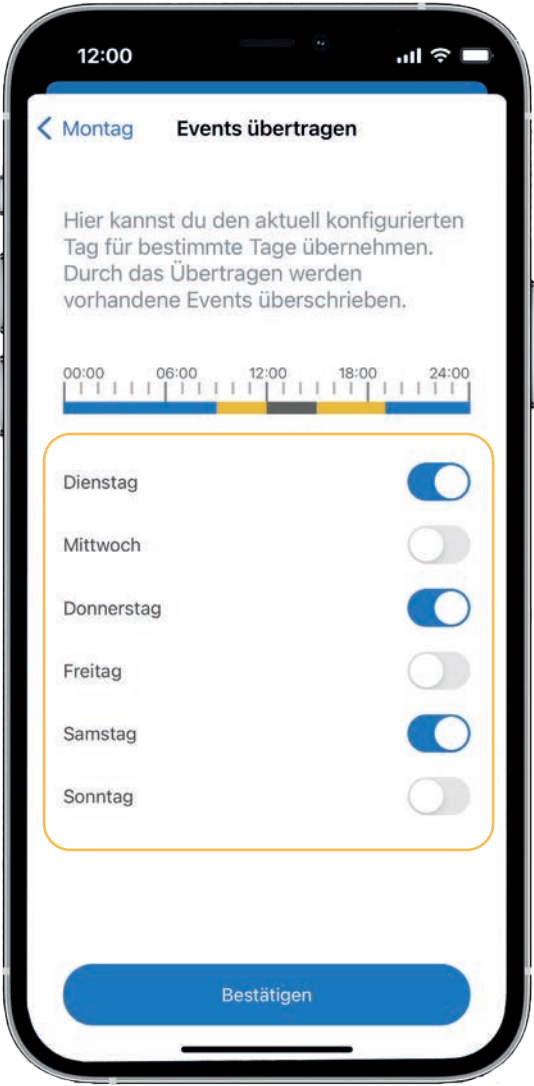 12:00
Montag Events übertragen
Hier kannst du den aktuell konfigurierten
Tag für bestimmte Tage übernehmen.
Durch das Übertragen werden
vorhandene Events überschrieben.
00:00 06:00 12:00 18:00 24:00
Dienstag
Mittwoch
Donnerstag
Freitag
Samstag
Sonntag
Bestätigen